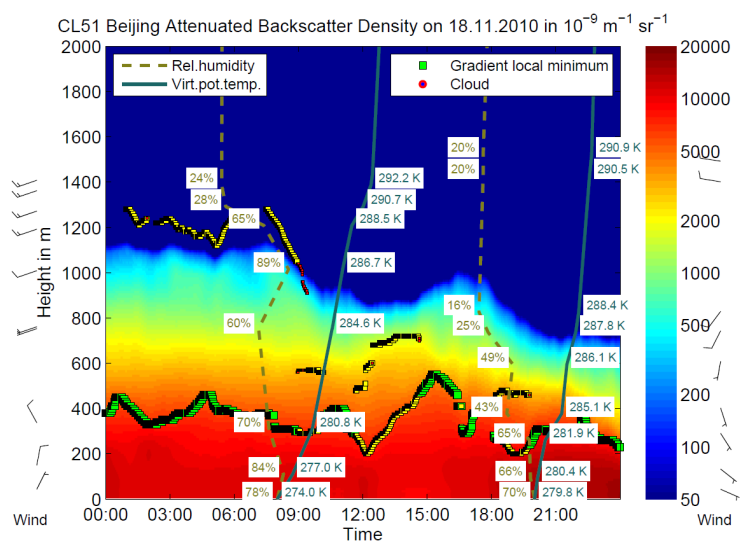 CL51 Beijing Attenuated Backscatter Density on 18.11.2010 in 10⁻⁹ m⁻¹ sr⁻¹
Rel.humidity
Virt.pot.temp.
Gradient local minimum
Cloud
Height in m
2000
1800
1600
1400
1200
1000
800
600
400
200
0
24%
28%
65%
89%
60%
70%
84%
78%
292.2 K
290.7 K
288.5 K
286.7 K
284.6 K
280.8 K
277.0 K
274.0 K
20%
20%
16%
25%
49%
43%
65%
66%
70%
290.9 K
290.5 K
288.4 K
287.8 K
286.1 K
285.1 K
281.9 K
280.4 K
279.8 K
20000
10000
5000
2000
1000
500
200
100
50
00:00 03:00 06:00 09:00 12:00 15:00 18:00 21:00
Time
Wind
Wind